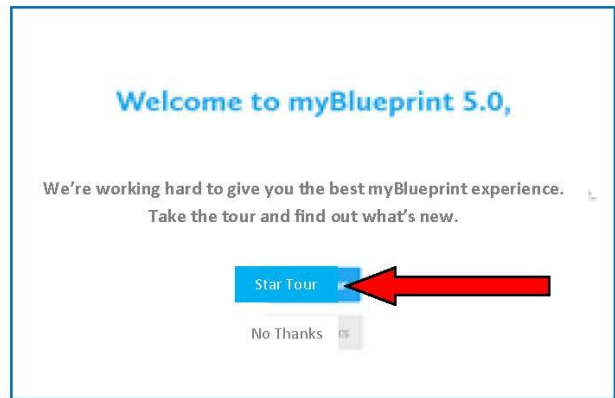 Welcome to myBlueprint 5.0,
We're working hard to give you the best myBlueprint experience.
Take the tour and find out what's new.
Star Tour
No Thanks